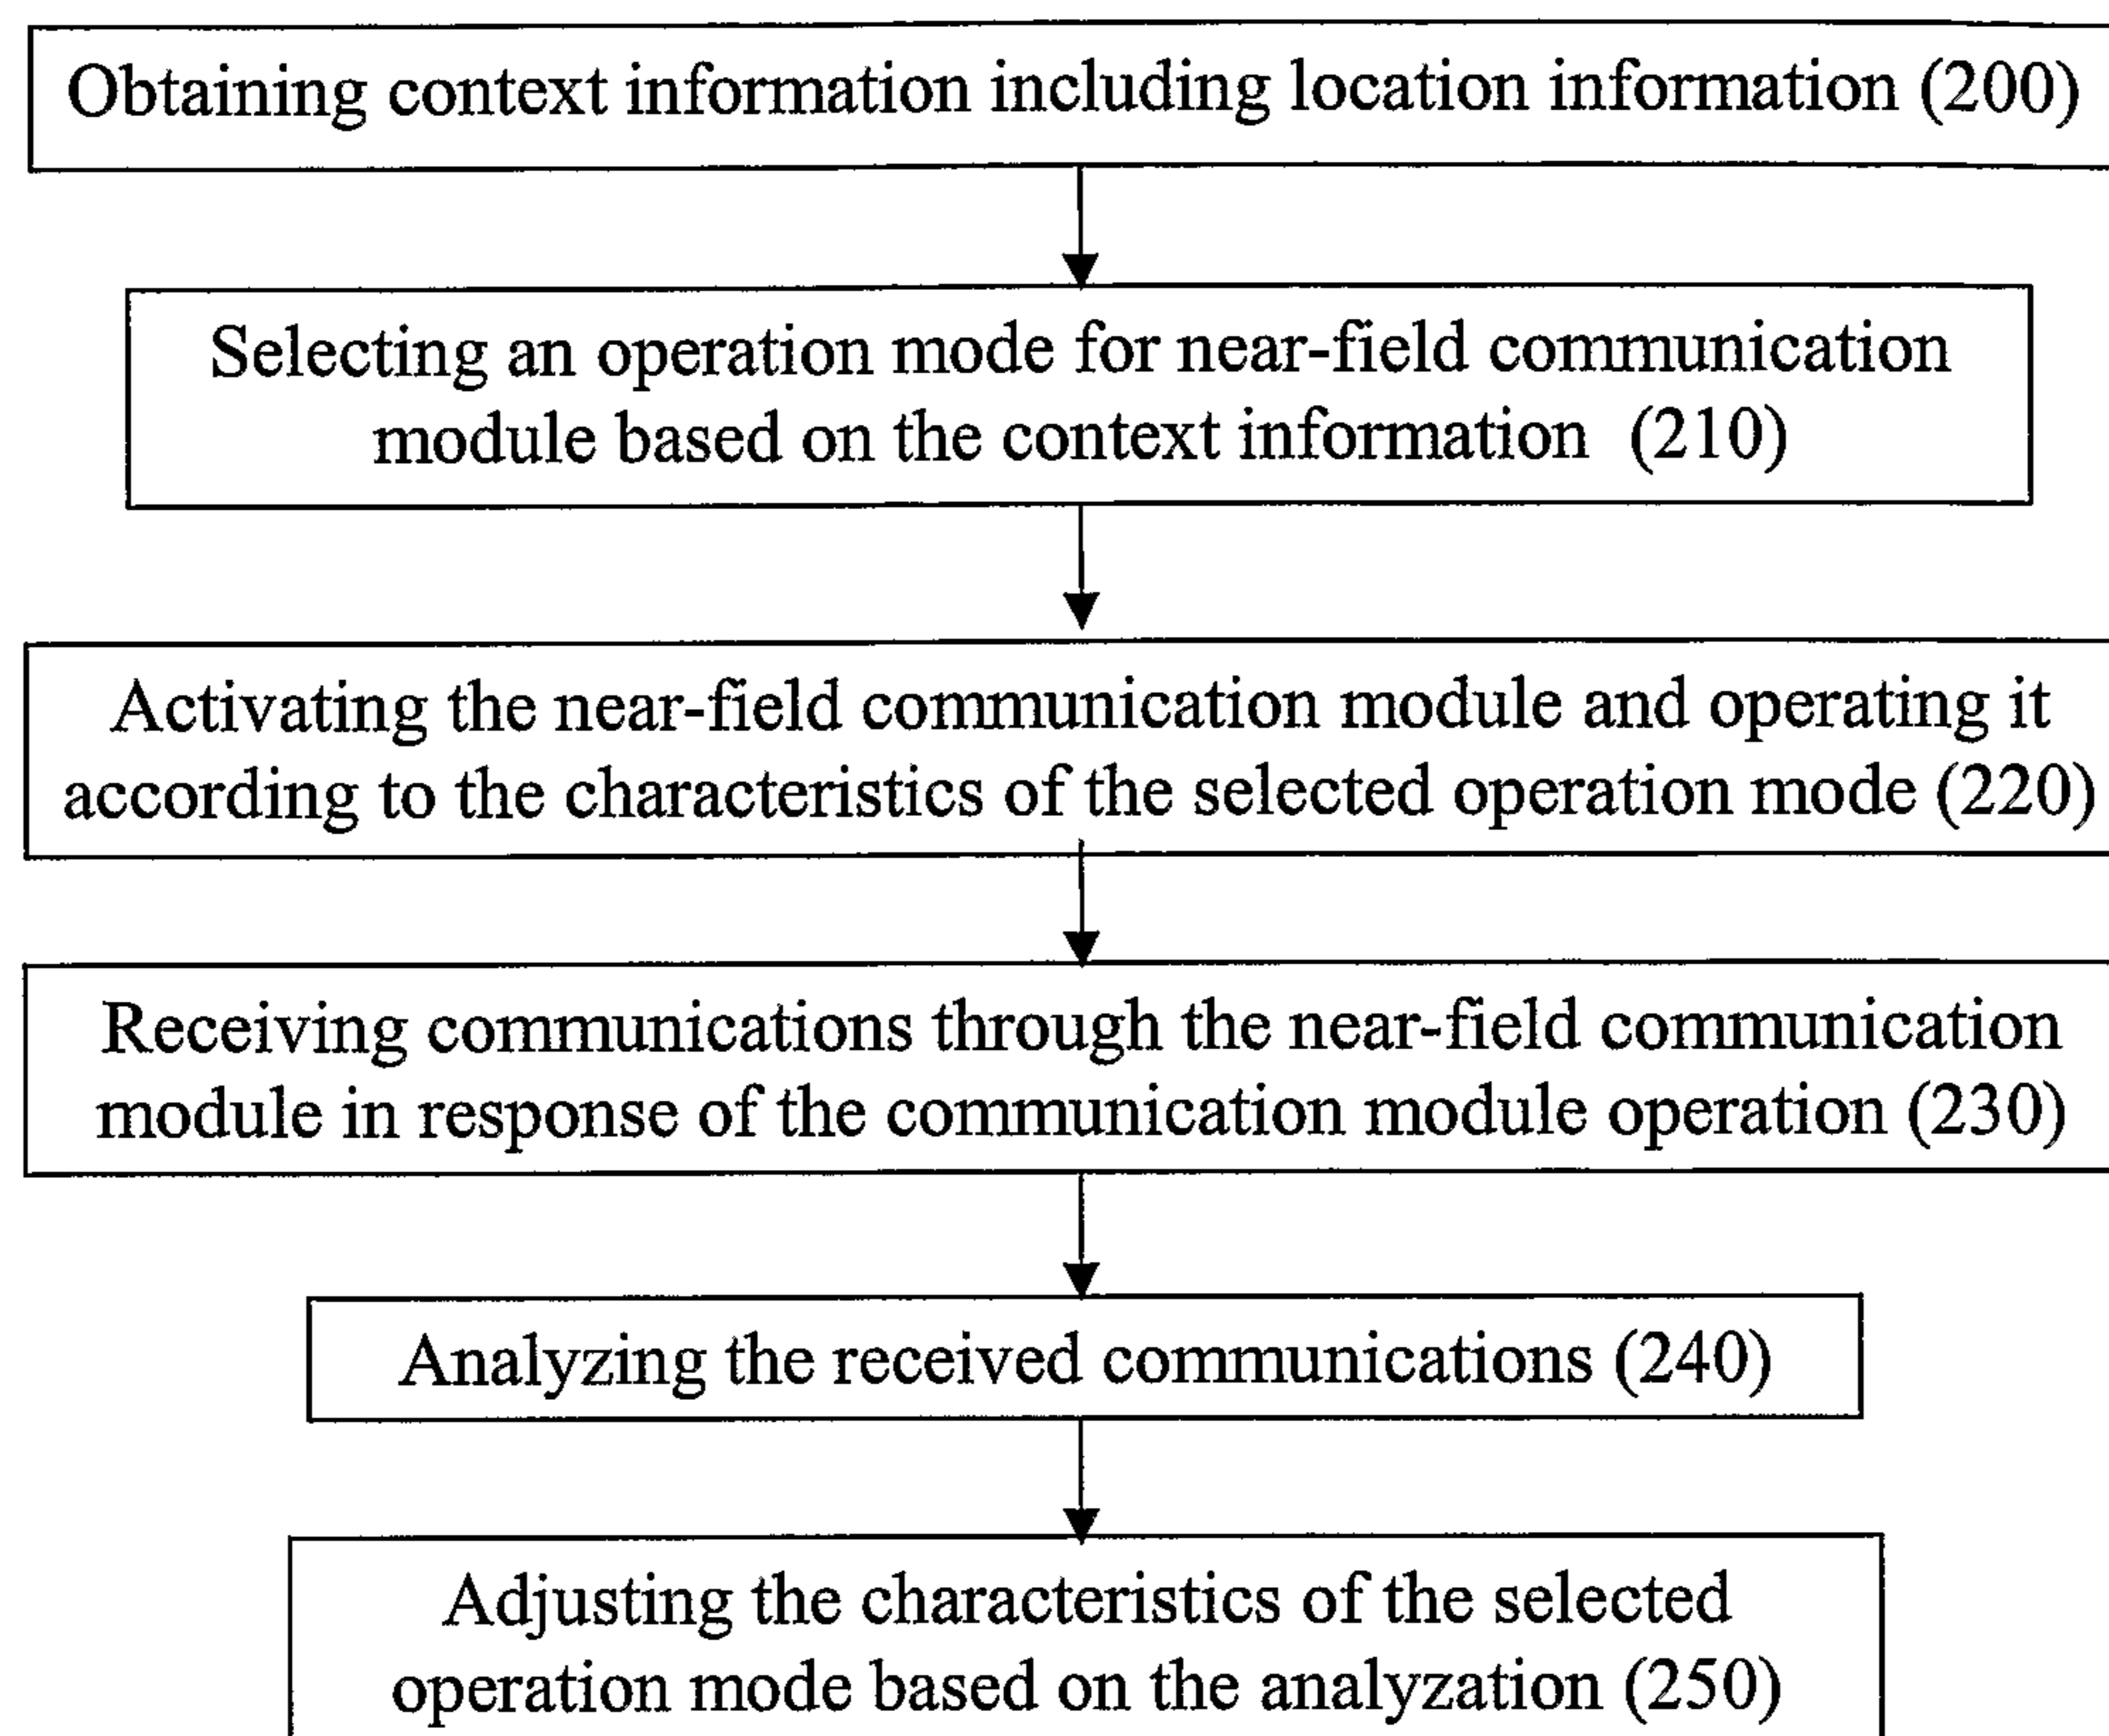 Obtaining context information including location information (200)
Selecting an operation mode for near-field communication
module based on the context information (210)
Activating the near-field communication module and operating it
according to the characteristics of the selected operation mode (220)
Receiving communications through the near-field communication
module in response of the communication module operation (230)
Analyzing the received communications (240)
Adjusting the characteristics of the selected
operation mode based on the analyzation (250)